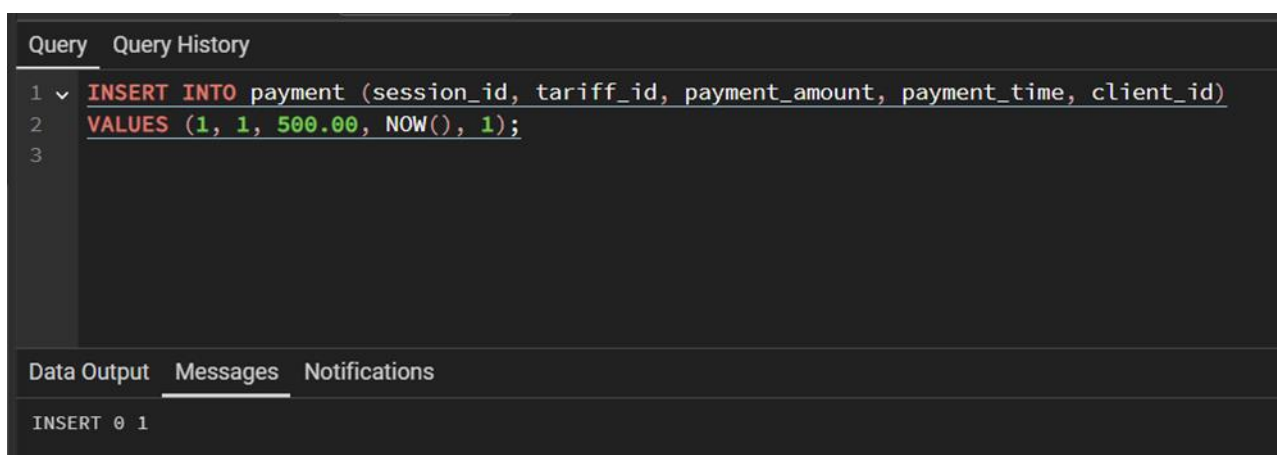 Query Query History
1 INSERT INTO payment (session_id, tariff_id, payment_amount, payment_time, client_id)
2 VALUES (1, 1, 500.00, NOW(), 1);
3
Data Output Messages Notifications
INSERT 0 1